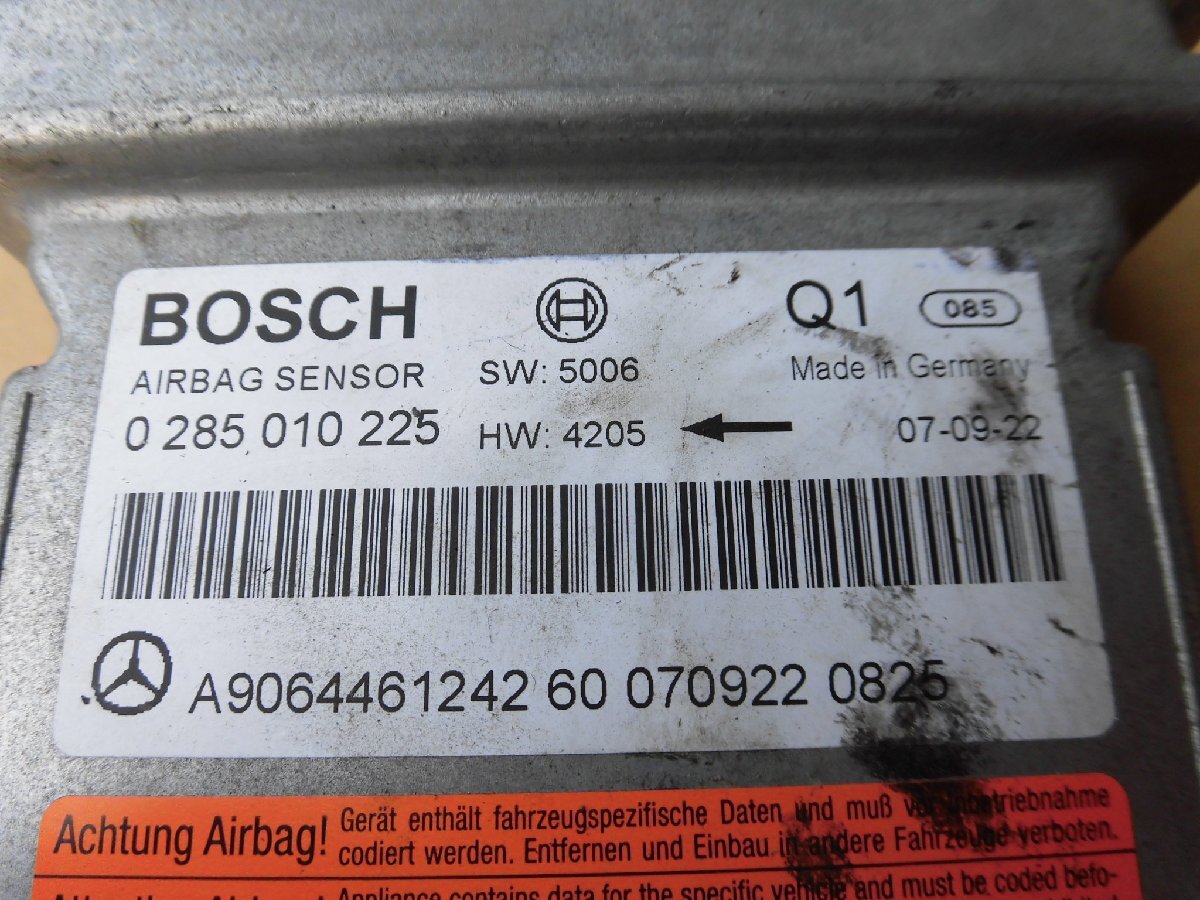 BOSCH Q1 085
AIRBAG SENSOR SW: 5006 Made in Germany
0 285 010 225 HW: 4205 07-09-22
A9064461242 60 070922 0825
Achtung Airbag! Gerät enthält fahrzeugspezifische Daten und muß vor Inbetriebnahme
codiert werden. Entfernen und Einbau in andere Fahrzeuge verboten.
Appliance contains data for the specific vehicle and must be coded befo-